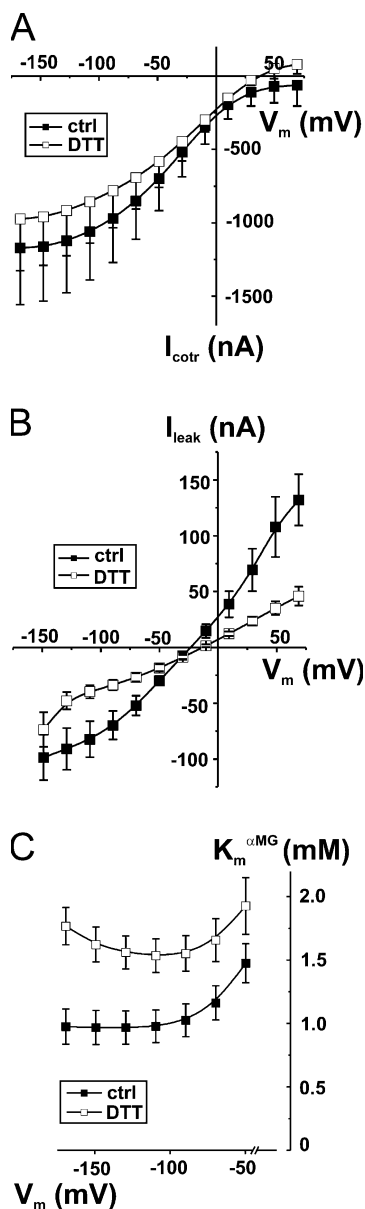 A
-150 -100 -50 0 50
V_m (mV)
ctrl
DTT
-500
-1000
-1500
I_cotr (nA)
B
I_leak (nA)
150
100
50
ctrl
DTT
-150 -100 -50 0 50
V_m (mV)
-50
-100
C
K_m^αMG (mM)
2.0
1.5
1.0
0.5
0
ctrl
DTT
-150 -100 -50
V_m (mV)